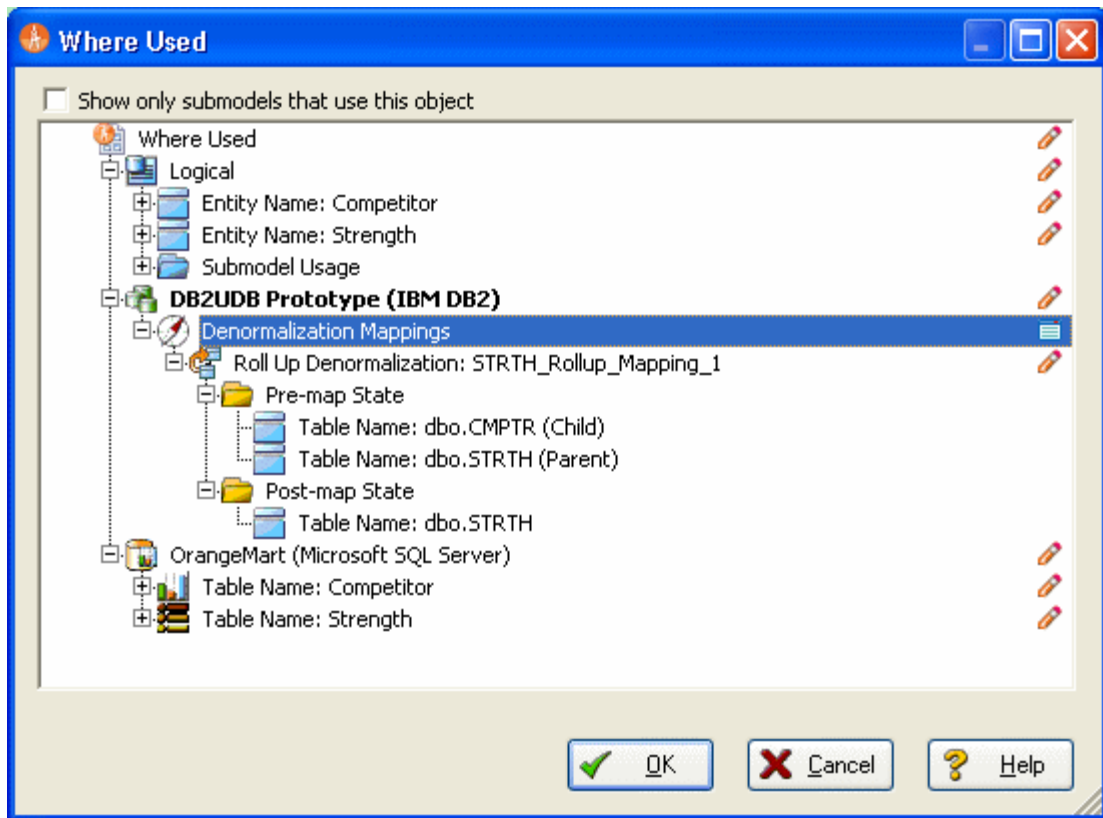 Where Used
Show only submodels that use this object
Where Used
Logical
Entity Name: Competitor
Entity Name: Strength
Submodel Usage
DB2UDB Prototype (IBM DB2)
Denormalization Mappings
Roll Up Denormalization: STRTH_Rollup_Mapping_1
Pre-map State
Table Name: dbo.CMPTR (Child)
Table Name: dbo.STRTH (Parent)
Post-map State
Table Name: dbo.STRTH
OrangeMart (Microsoft SQL Server)
Table Name: Competitor
Table Name: Strength
OK Cancel Help